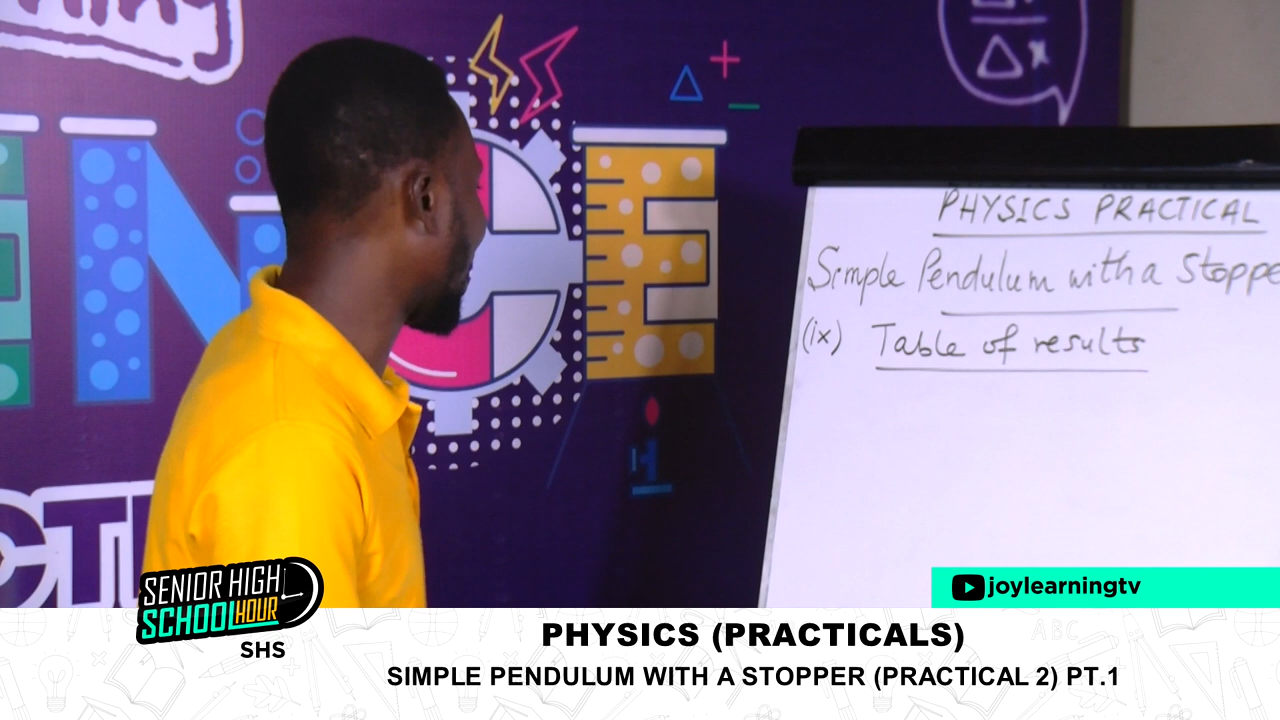 ENCE
PHYSICS PRACTICAL
Simple Pendulum with a Stoppe
(ix) Table of results
SENIOR HIGH
SCHOOL HOUR
SHS
joylearningtv
PHYSICS (PRACTICALS)
SIMPLE PENDULUM WITH A STOPPER (PRACTICAL 2) PT.1